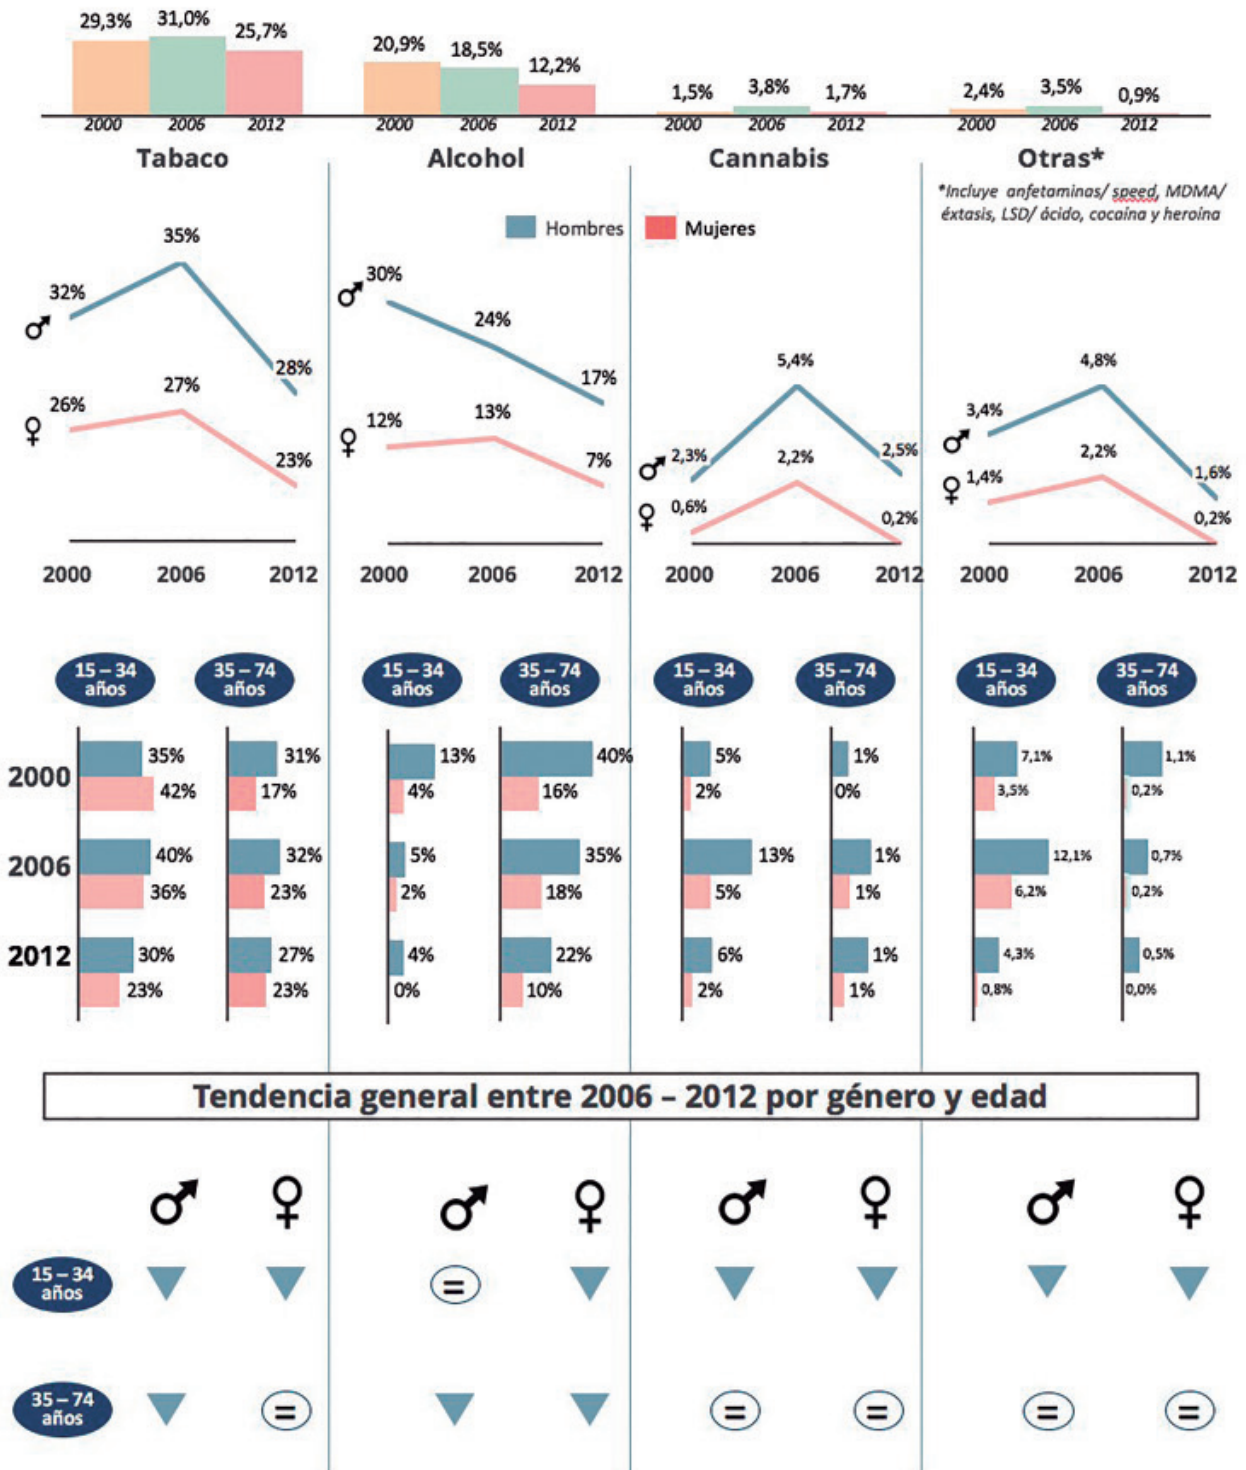 29,3% 31,0% 25,7% 20,9% 18,5% 12,2% 1,5% 3,8% 1,7% 2,4% 3,5% 0,9%
2000 2006 2012 2000 2006 2012 2000 2006 2012 2000 2006 2012
Tabaco Alcohol Cannabis Otras*
*Incluye anfetaminas/ speed, MDMA/
éxtasis, LSD/ ácido, cocaína y heroína
Hombres Mujeres
32% 35% 28%
26% 27% 23%
2000 2006 2012
30% 24% 17%
12% 13% 7%
2000 2006 2012
2,3% 5,4% 2,5%
0,6% 2,2% 0,2%
2000 2006 2012
3,4% 4,8% 1,6%
1,4% 2,2% 0,2%
2000 2006 2012
15 – 34 35 – 74 15 – 34 35 – 74 15 – 34 35 – 74 15 – 34 35 – 74
años años años años años años años años
2000
35% 31% 13% 40% 5% 1% 7,1% 1,1%
42% 17% 4% 16% 2% 0% 3,5% 0,2%
2006
40% 32% 5% 35% 13% 1% 12,1% 0,7%
36% 23% 2% 18% 5% 1% 6,2% 0,2%
2012
30% 27% 4% 22% 6% 1% 4,3% 0,5%
23% 23% 0% 10% 2% 1% 0,8% 0,0%
Tendencia general entre 2006 – 2012 por género y edad
15 – 34
años
=
35 – 74
años
= = = = =